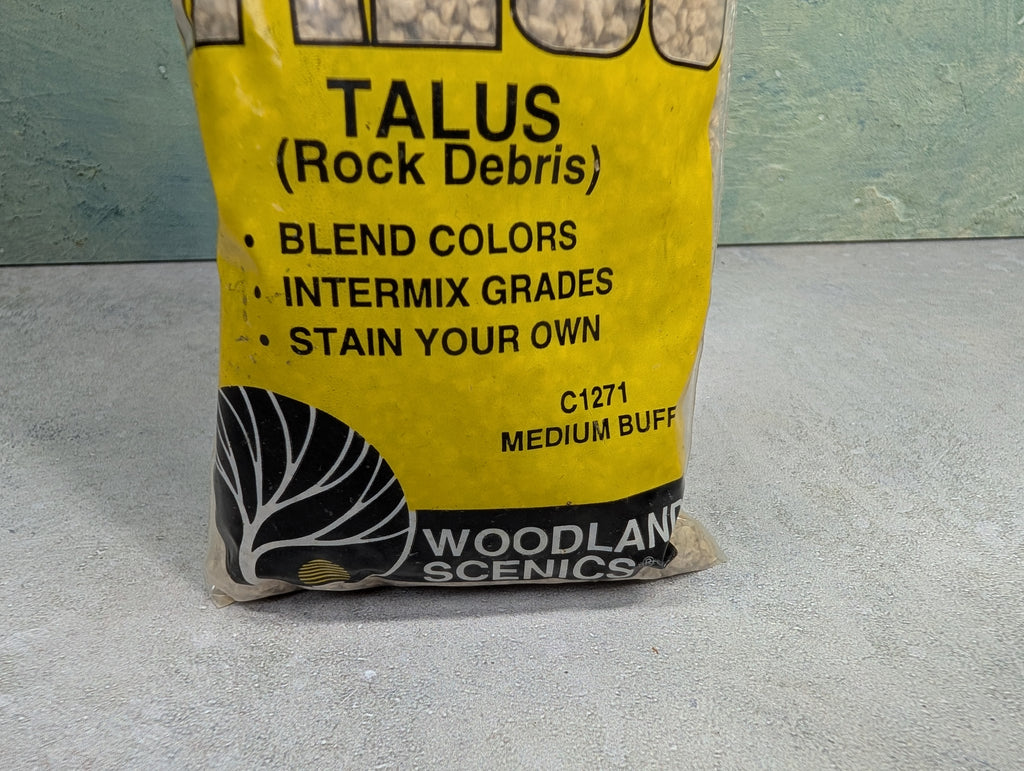 TALUS
(Rock Debris)
• BLEND COLORS
• INTERMIX GRADES
• STAIN YOUR OWN
C1271
MEDIUM BUFF
WOODLAND
SCENICS®